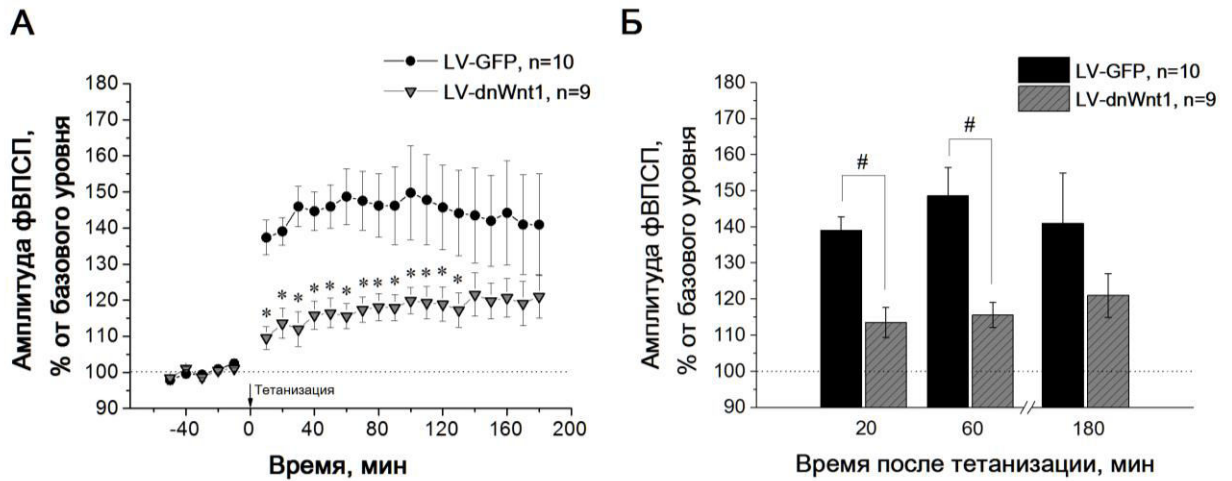 А
LV-GFP, n=10
LV-dnWnt1, n=9
Амплитуда фВПСП,
% от базового уровня
180
170
160
150
140
130
120
110
100
90
* * * * * * * * * * * * *
Тетанизация
-40 0 40 80 120 160 200
Время, мин
Б
LV-GFP, n=10
LV-dnWnt1, n=9
Амплитуда фВПСП,
% от базового уровня
180
170
160
150
140
130
120
110
100
90
# #
20 60 180
Время после тетанизации, мин